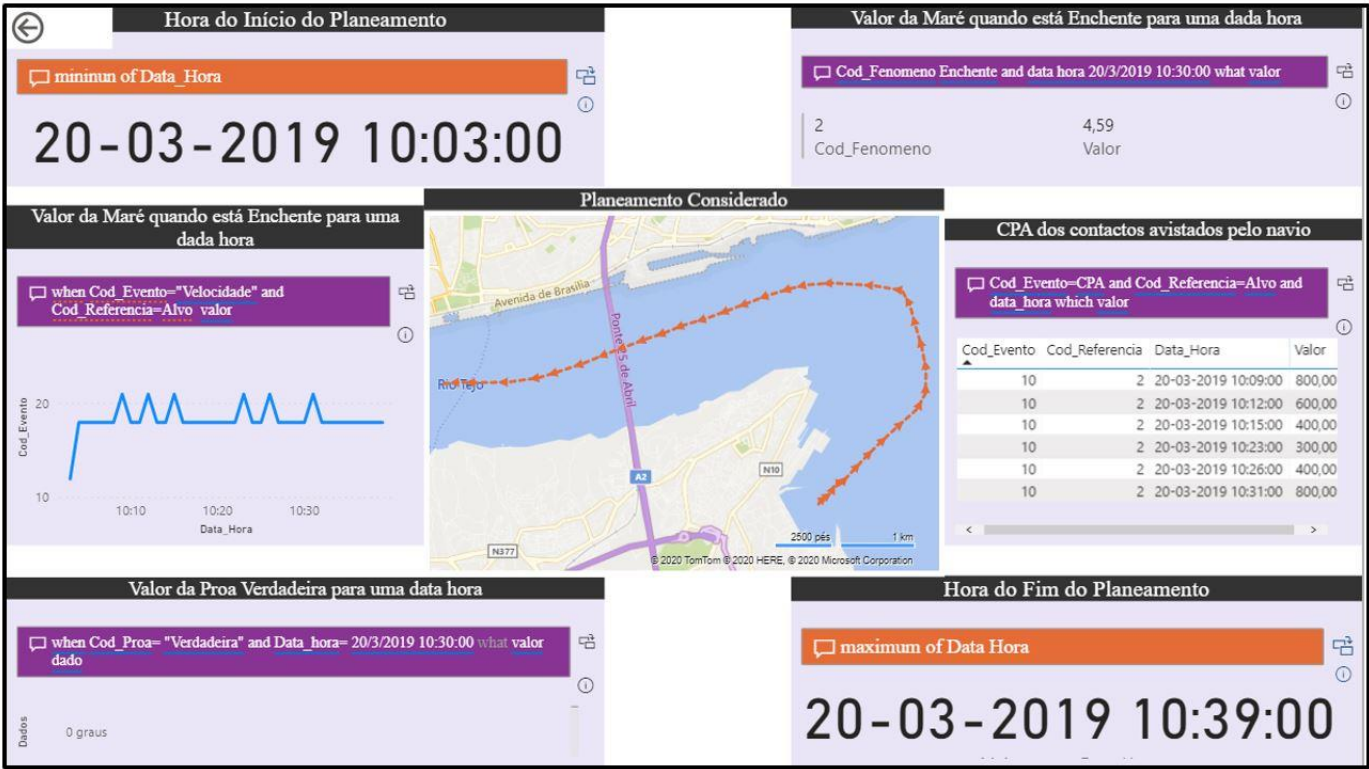 Hora do Início do Planeamento
mininun of Data_Hora
20-03-2019 10:03:00
Valor da Maré quando está Enchente para uma dada hora
Cod_Fenomeno Enchente and data hora 20/3/2019 10:30:00 what valor
2 4,59
Cod_Fenomeno Valor
Valor da Maré quando está Enchente para uma
dada hora
when Cod_Evento="Velocidade" and
Cod_Referencia=Alvo valor
Cod_Evento
20
10
10:10 10:20 10:30
Data_Hora
Planeamento Considerado
Avenida de Brasília
Ponte 25 de Abril
Rio Tejo
A2
N10
N377
2500 pés 1 km
© 2020 TomTom © 2020 HERE, © 2020 Microsoft Corporation
CPA dos contactos avistados pelo navio
Cod_Evento=CPA and Cod_Referencia=Alvo and
data_hora which valor
Cod_Evento Cod_Referencia Data_Hora Valor
10 2 20-03-2019 10:09:00 800,00
10 2 20-03-2019 10:12:00 600,00
10 2 20-03-2019 10:15:00 400,00
10 2 20-03-2019 10:23:00 300,00
10 2 20-03-2019 10:26:00 400,00
10 2 20-03-2019 10:31:00 800,00
Valor da Proa Verdadeira para uma data hora
when Cod_Proa= "Verdadeira" and Data_hora= 20/3/2019 10:30:00 what valor
dado
Dados
0 graus
Hora do Fim do Planeamento
maximum of Data Hora
20-03-2019 10:39:00